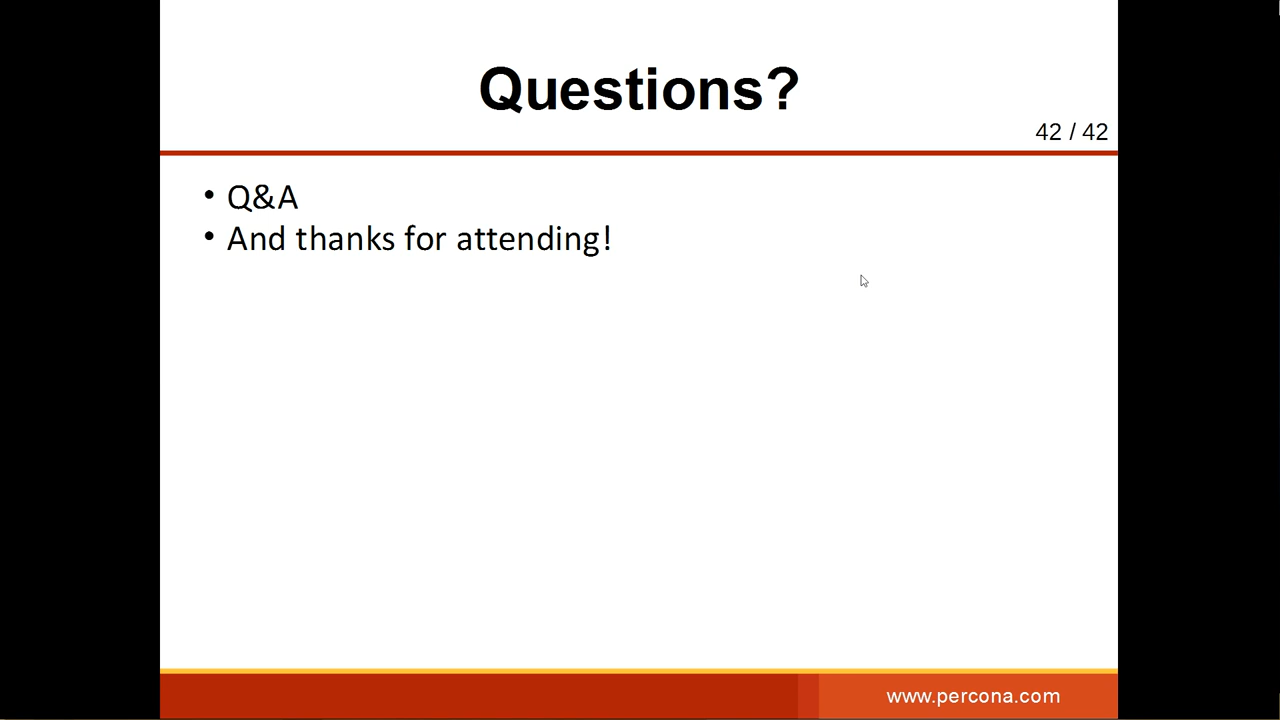 Questions?
42 / 42
• Q&A
• And thanks for attending!
www.percona.com